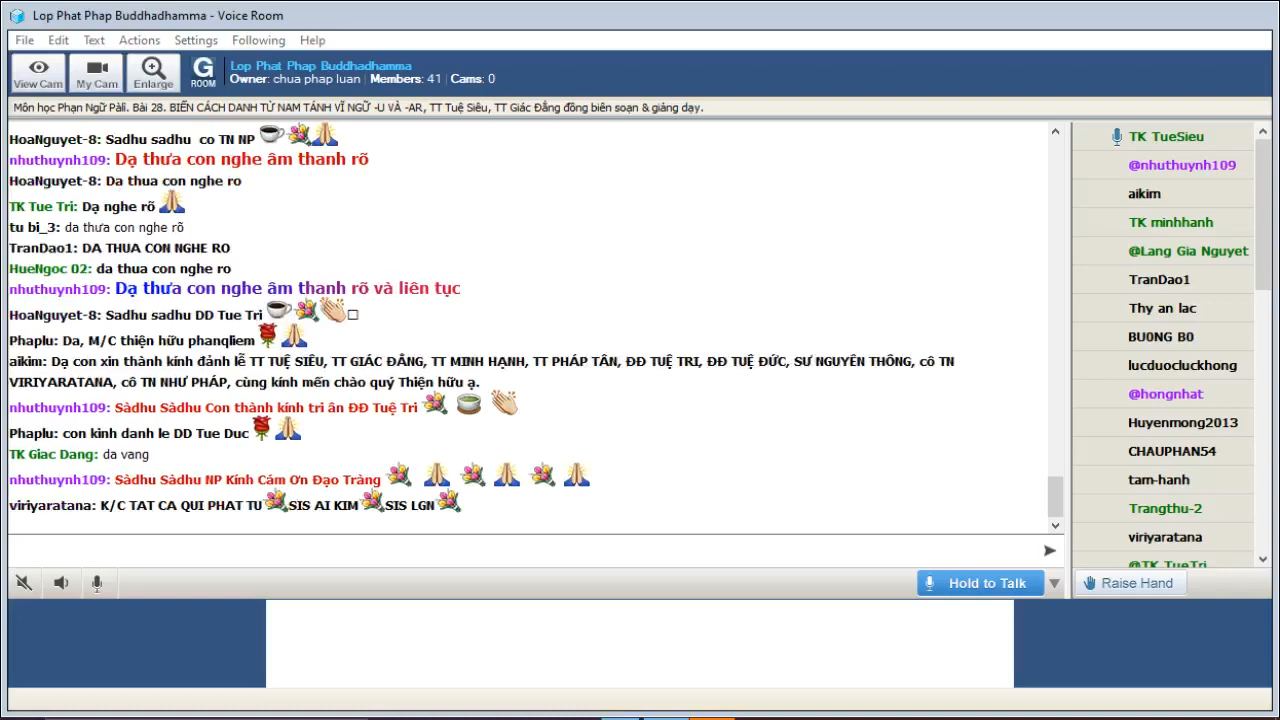 Lop Phat Phap Buddhadhamma - Voice Room
File Edit Text Actions Settings Following Help
View Cam My Cam Enlarge G ROOM
Lop Phat Phap Buddhadhamma
Owner: chua phap luan | Members: 41 | Cams: 0
Môn học Phạn Ngữ Pàli. Bài 28. BIẾN CÁCH DANH TỪ NAM TÁNH VĨ NGỮ -U VÀ -AR, TT Tuệ Siêu, TT Giác Đẳng đồng biên soạn & giảng dạy.
HoaNguyet-8: Sadhu sadhu co TN NP
nhuthuynh109: Dạ thưa con nghe âm thanh rõ
HoaNguyet-8: Da thua con nghe ro
TK Tue Tri: Dạ nghe rõ
tu bi_3: da thưa con nghe rõ
TranDao1: DA THUA CON NGHE RO
HueNgoc 02: da thua con nghe ro
nhuthuynh109: Dạ thưa con nghe âm thanh rõ và liên tục
HoaNguyet-8: Sadhu sadhu DD Tue Tri
Phaplu: Da, M/C thiện hữu phanqliem
aikim: Dạ con xin thành kính đảnh lễ TT TUỆ SIÊU, TT GIÁC ĐẲNG, TT MINH HẠNH, TT PHÁP TÂN, ĐĐ TUỆ TRI, ĐĐ TUỆ ĐỨC, SƯ NGUYÊN THÔNG, cô TN
VIRIYARATANA, cô TN NHƯ PHÁP, cùng kính mến chào quý Thiện hữu ạ.
nhuthuynh109: Sàdhu Sàdhu Con thành kính tri ân ĐĐ Tuệ Tri
Phaplu: con kinh danh le DD Tue Duc
TK Giac Dang: da vang
nhuthuynh109: Sàdhu Sàdhu NP Kính Cám Ơn Đạo Tràng
viriyaratana: K/C TAT CA QUI PHAT TU SIS AI KIM SIS LGN
Hold to Talk
TK TueSieu
@nhuthuynh109
aikim
TK minhhanh
@Lang Gia Nguyet
TranDao1
Thy an lac
BU0NG B0
lucduocluckhong
@hongnhat
Huyenmong2013
CHAUPHAN54
tam-hanh
Trangthu-2
viriyaratana
@TK TueTri
Raise Hand